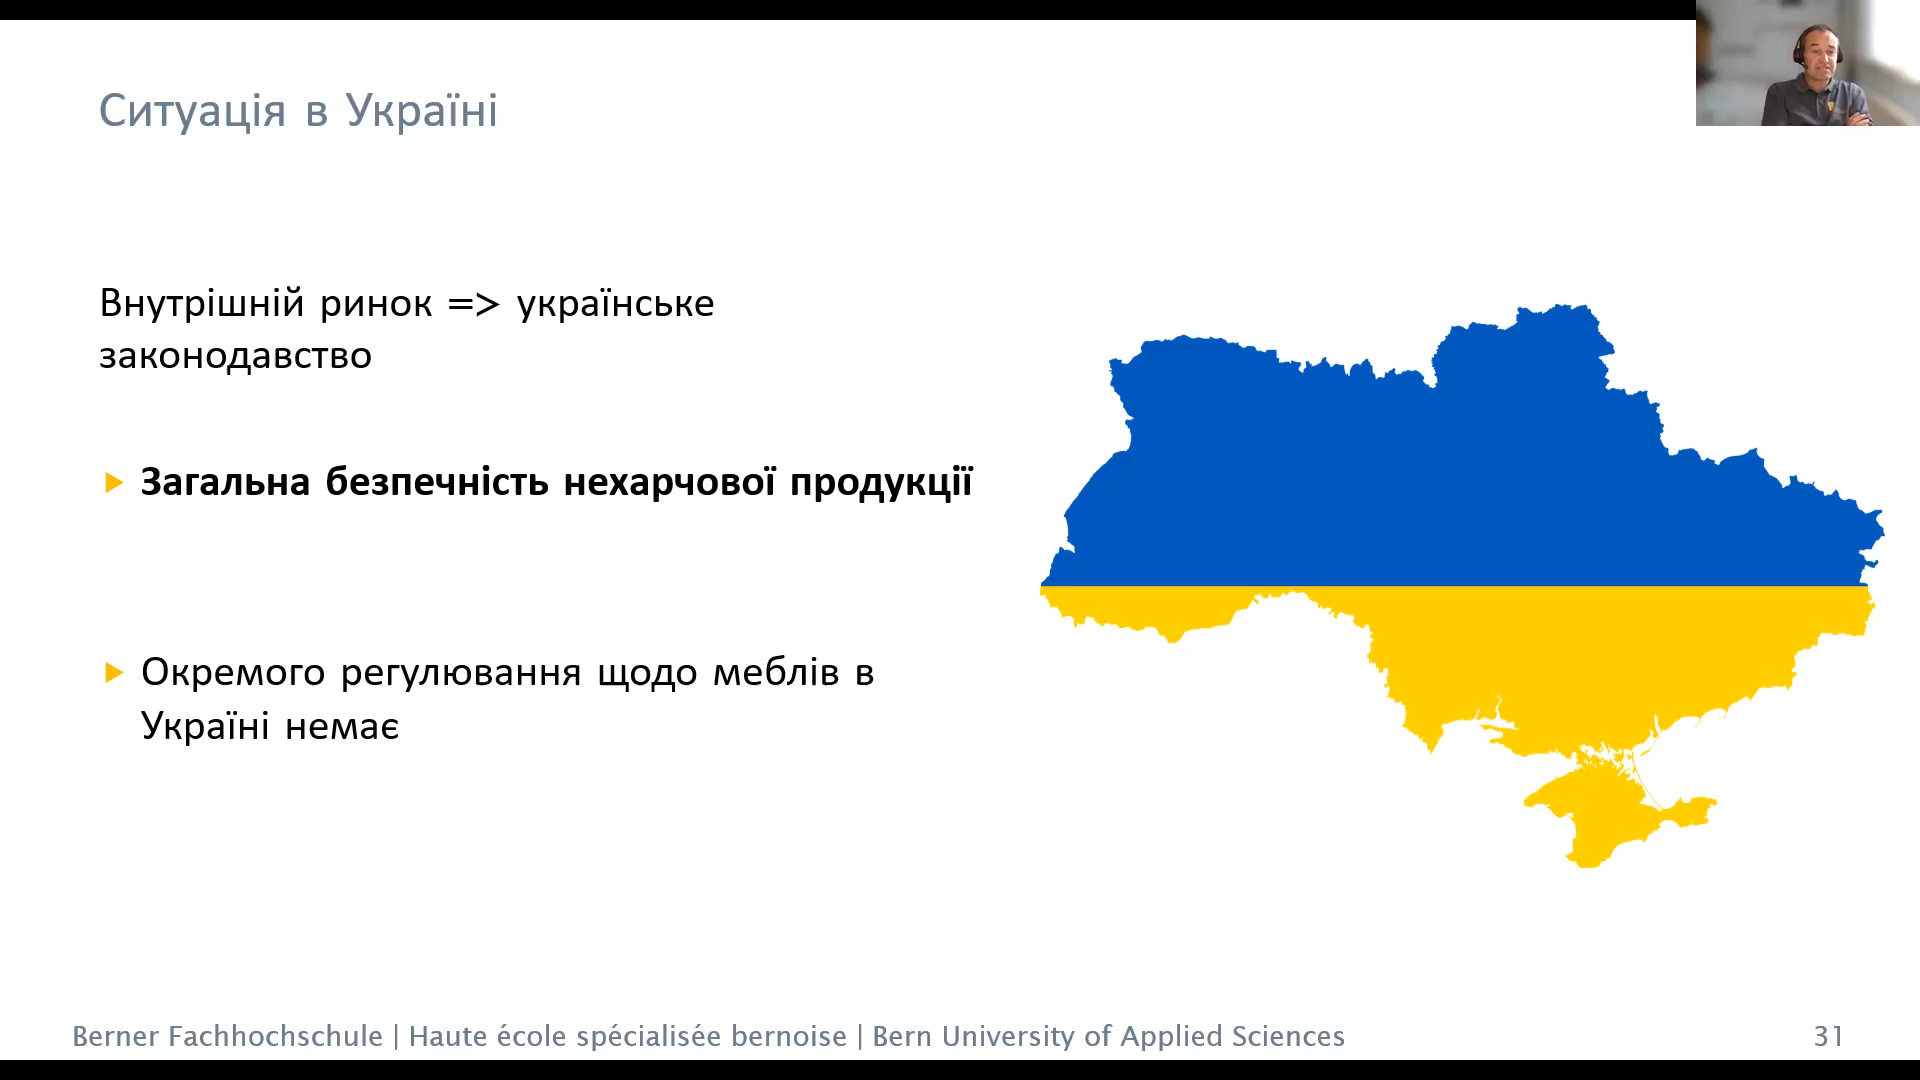 Ситуація в Україні
Внутрішній ринок => українське
законодавство
Загальна безпечність нехарчової продукції
Окремого регулювання щодо меблів в
Україні немає
Berner Fachhochschule | Haute école spécialisée bernoise | Bern University of Applied Sciences
31